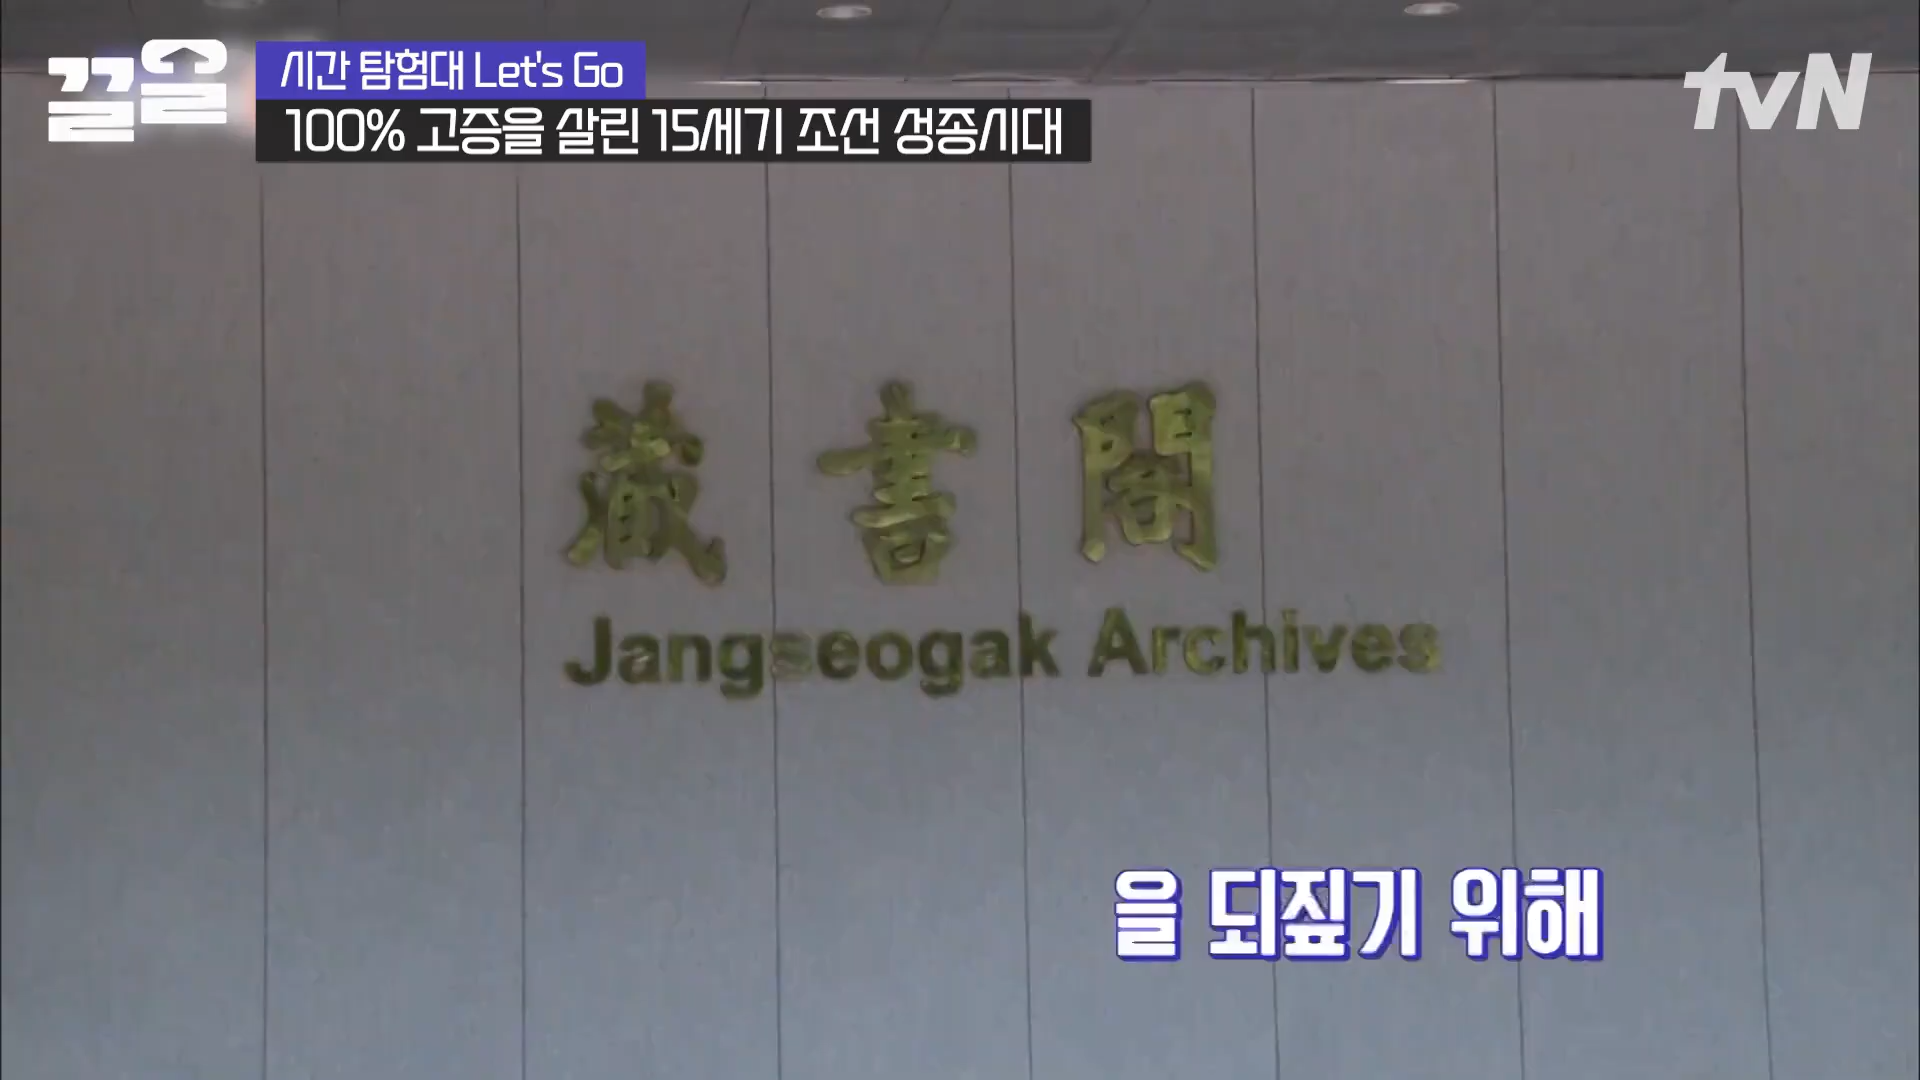 끌올
시간 탐험대 Let's Go
100% 고증을 살린 15세기 조선 성종시대
tvN
藏書閣
Jangseogak Archives
을 되짚기 위해